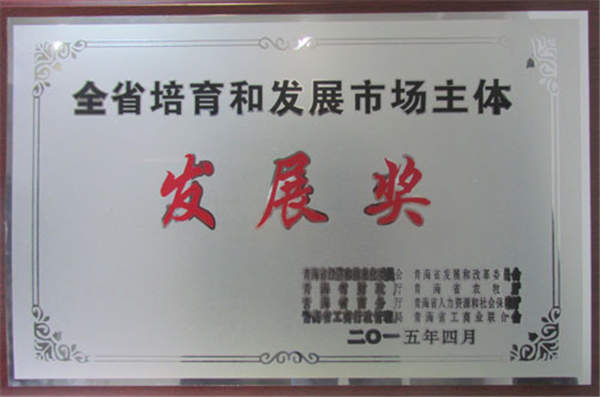 全省培育和发展市场主体
发展奖
青海省 公 青海省发展和改革委员会
青海省财政厅 青海省农牧厅
青海省商务厅 青海省人力资源和社会保障厅
青海省工商行政管理局 青海省工商业联合会
二〇一五年四月